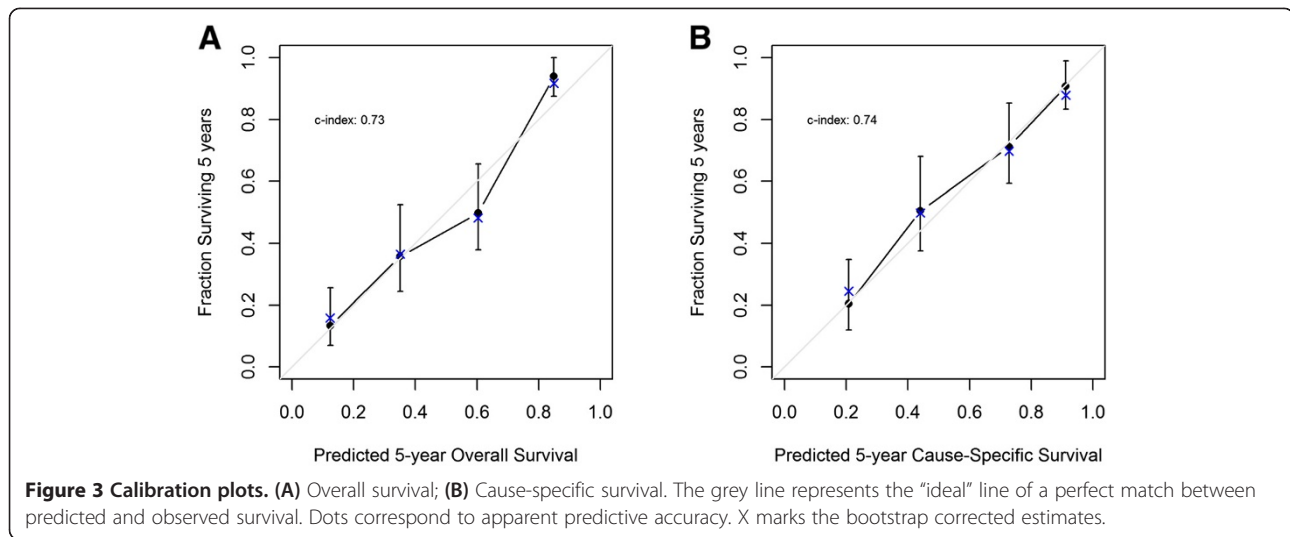 A
B
Fraction Surviving 5 years
1.0
0.8
0.6
0.4
0.2
0.0
c-index: 0.73
0.0 0.2 0.4 0.6 0.8 1.0
Predicted 5-year Overall Survival
Fraction Surviving 5 years
1.0
0.8
0.6
0.4
0.2
0.0
c-index: 0.74
0.0 0.2 0.4 0.6 0.8 1.0
Predicted 5-year Cause-Specific Survival
Figure 3 Calibration plots. (A) Overall survival; (B) Cause-specific survival. The grey line represents the “ideal” line of a perfect match between
predicted and observed survival. Dots correspond to apparent predictive accuracy. X marks the bootstrap corrected estimates.